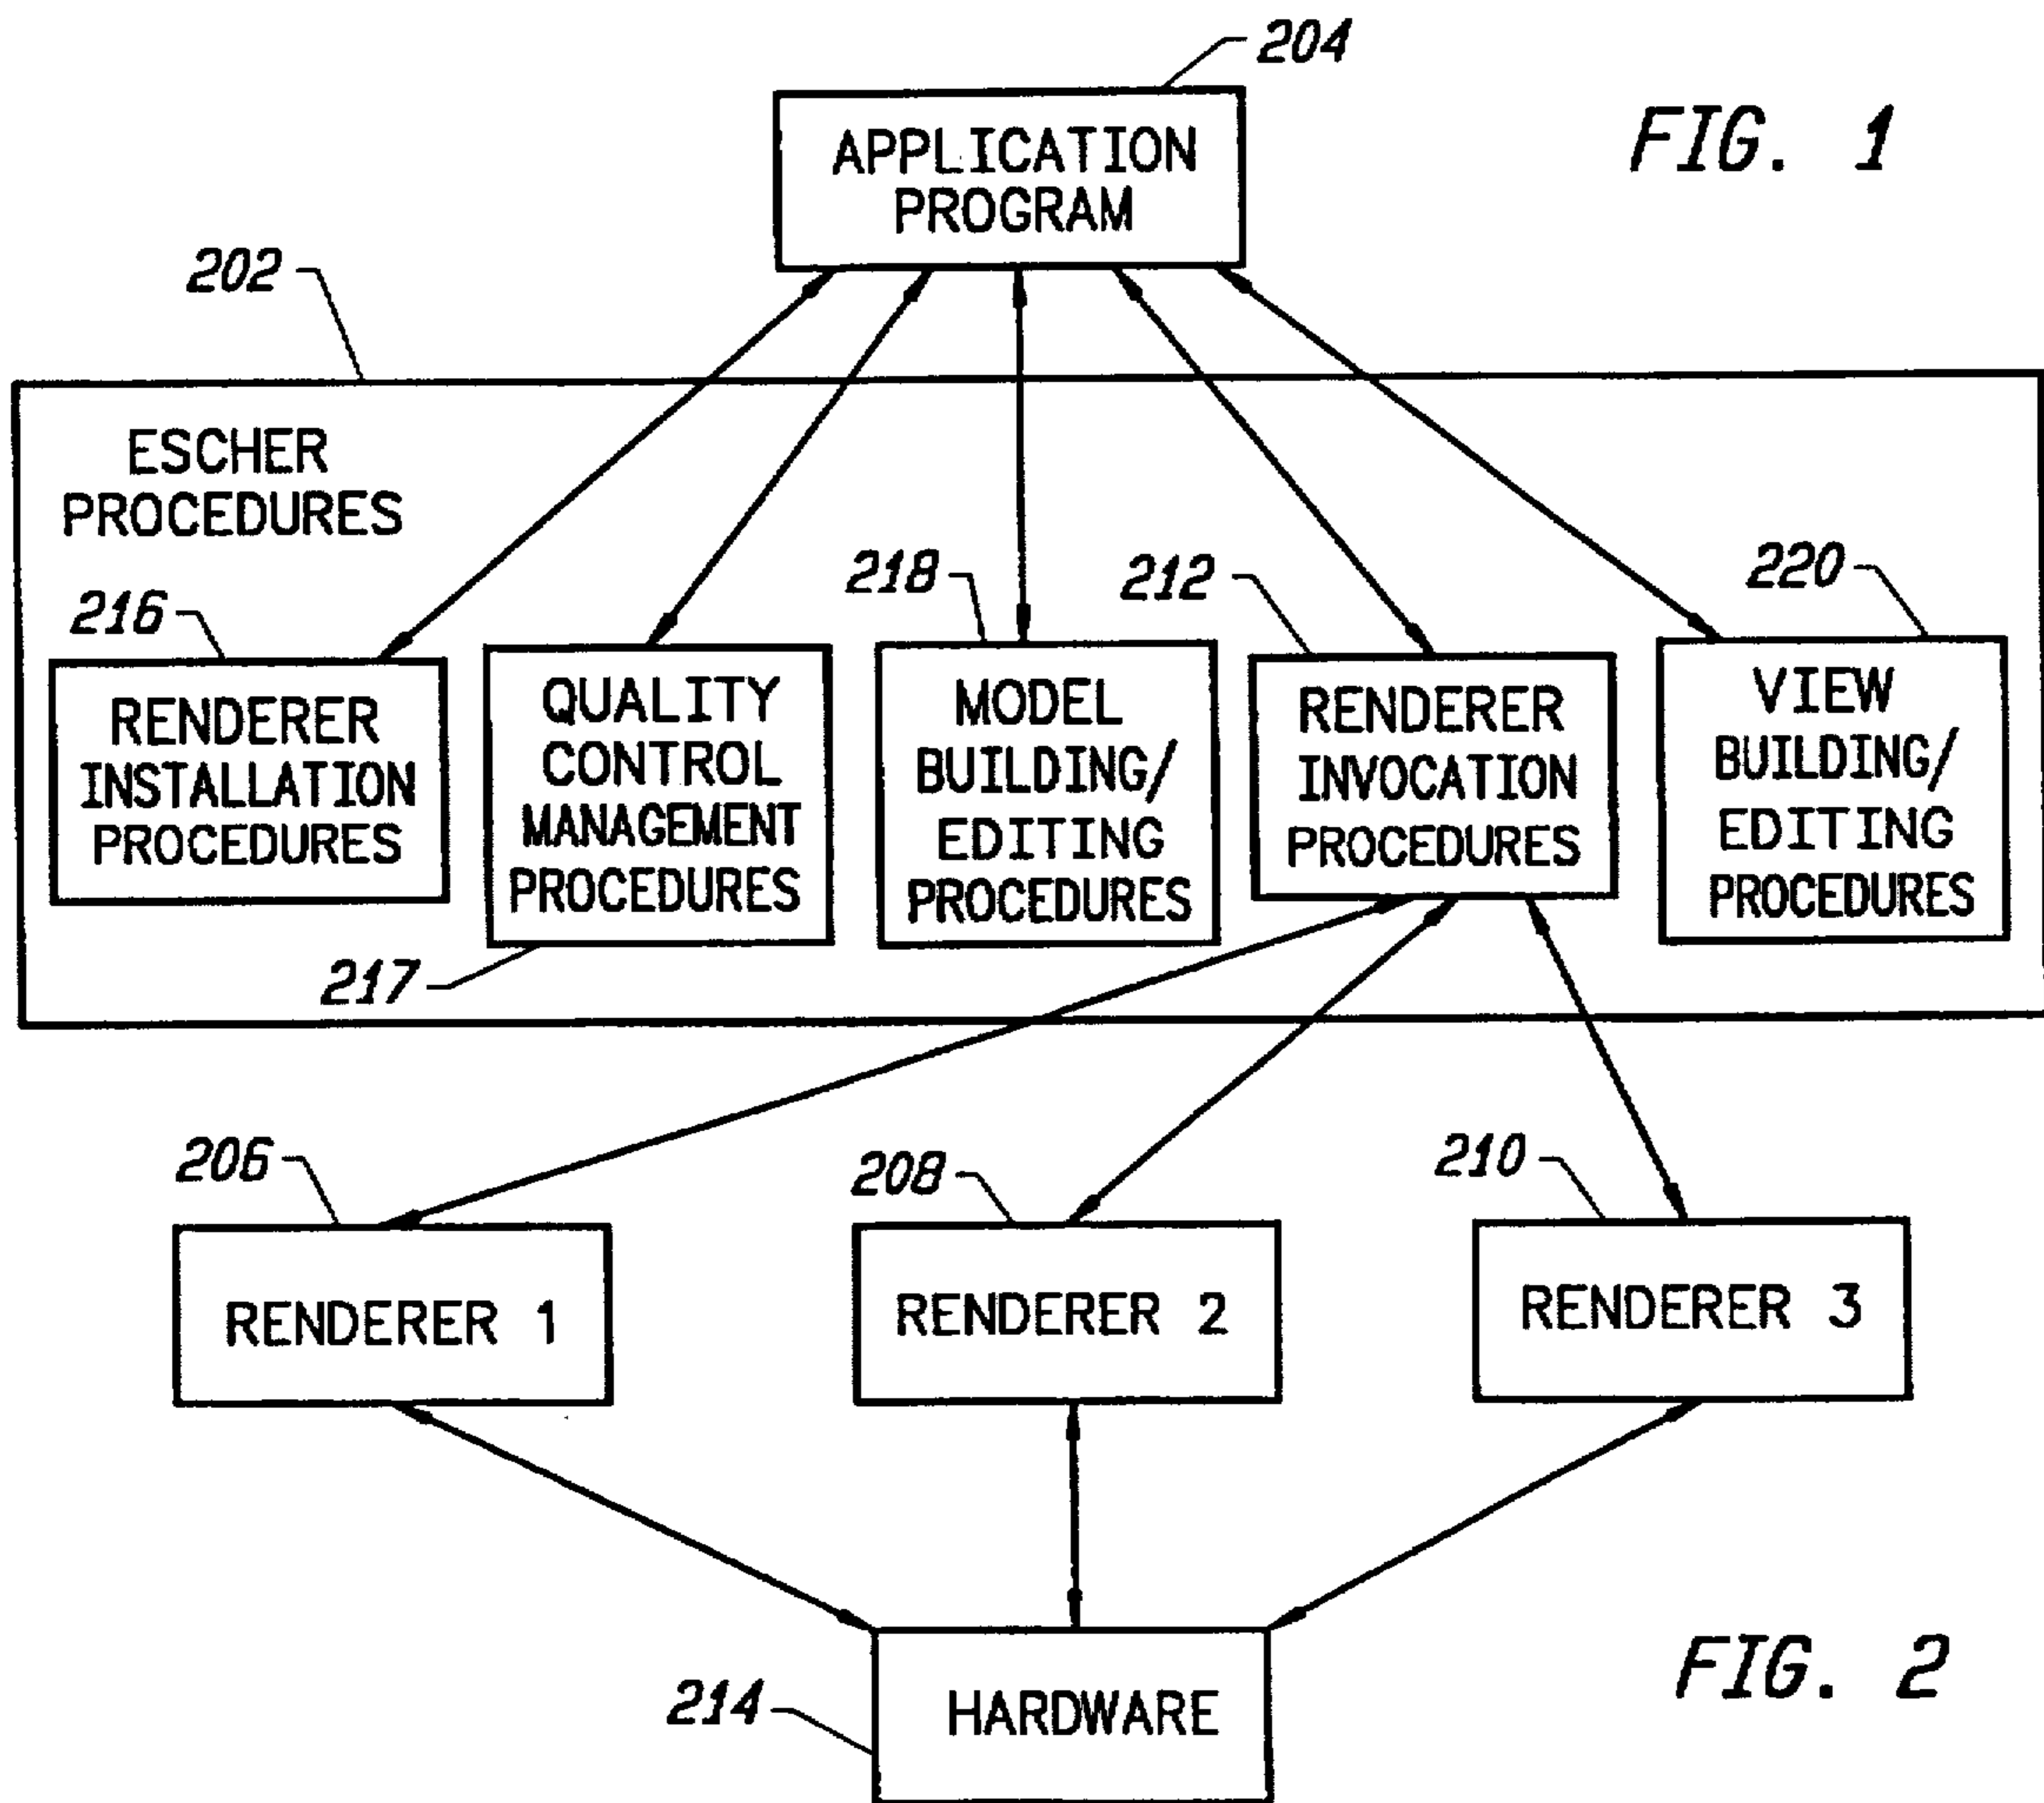 204
APPLICATION
PROGRAM
FIG. 1
202
ESCHER
PROCEDURES
216
RENDERER
INSTALLATION
PROCEDURES
QUALITY
CONTROL
MANAGEMENT
PROCEDURES
217
218
MODEL
BUILDING/
EDITING
PROCEDURES
212
RENDERER
INVOCATION
PROCEDURES
220
VIEW
BUILDING/
EDITING
PROCEDURES
206
RENDERER 1
208
RENDERER 2
210
RENDERER 3
214
HARDWARE
FIG. 2